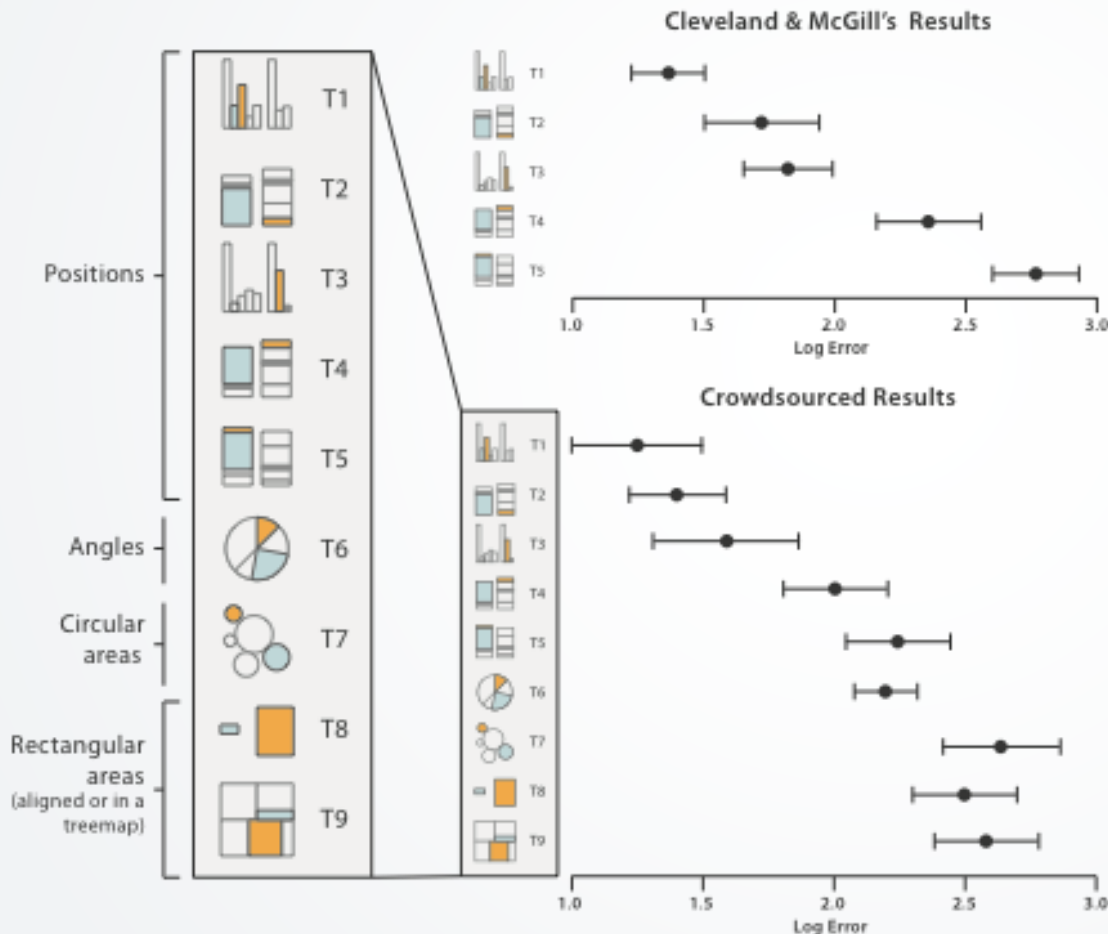 Cleveland & McGill's Results
T1
T2
T3
T4
T5
1.0 1.5 2.0 2.5 3.0
Log Error
Positions
Angles
Circular
areas
Rectangular
areas
(aligned or in a
treemap)
T1
T2
T3
T4
T5
T6
T7
T8
T9
Crowdsourced Results
T1
T2
T3
T4
T5
T6
T7
T8
T9
1.0 1.5 2.0 2.5 3.0
Log Error